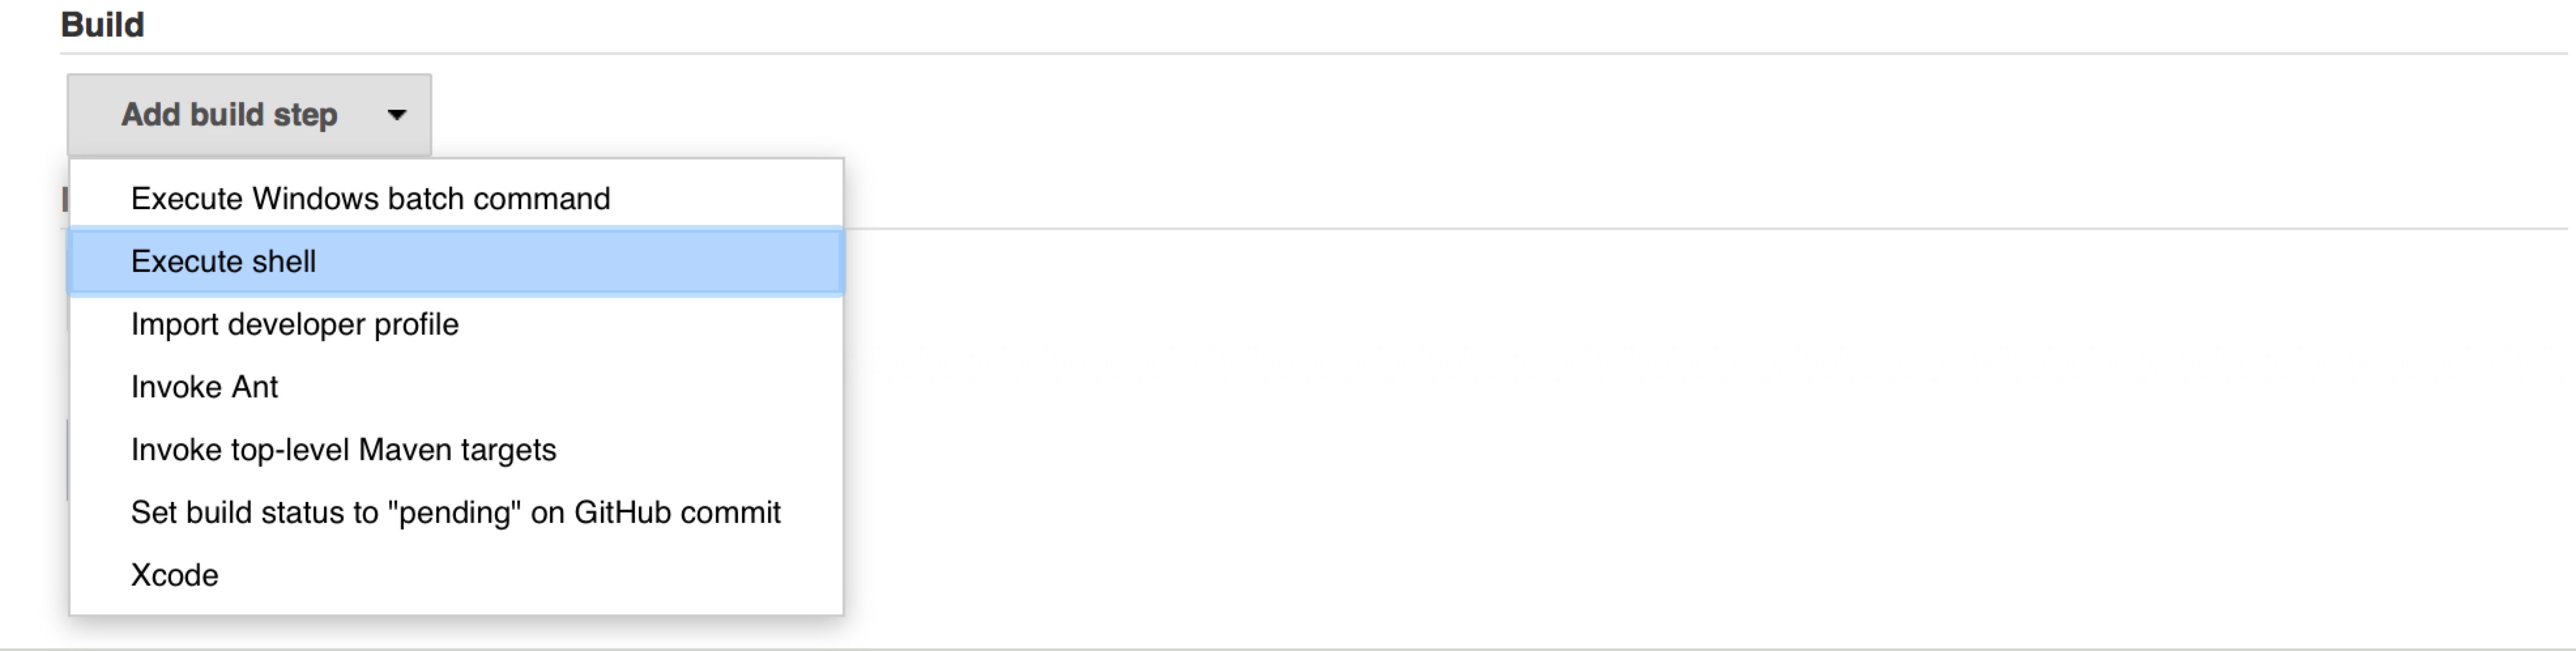 Build
Add build step
Execute Windows batch command
Execute shell
Import developer profile
Invoke Ant
Invoke top-level Maven targets
Set build status to "pending" on GitHub commit
Xcode